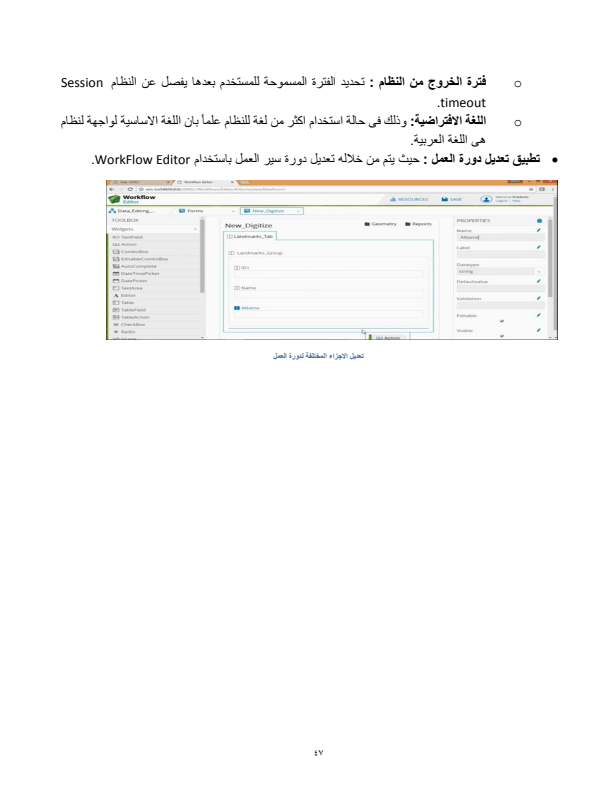 o فترة الخروج من النظام : تحديد الفترة المسموحة للمستخدم بعدها يفصل عن النظام Session
timeout.
o اللغة الافتراضية: وذلك فى حالة استخدام اكثر من لغة للنظام علماً بان اللغة الاساسية لواجهة لنظام
هى اللغة العربية.
• تطبيق تعديل دورة العمل : حيث يتم من خلاله تعديل دورة سير العمل باستخدام WorkFlow Editor.
Workflow
Editor
RESOURCES
SAVE
Data_Editing_...
Forms
New_Digitize
TOOLBOX
Widgets
TextField
Action
ComboBox
EditableComboBox
AutoComplete
DateTimePicker
DatePicker
TextArea
Editor
Table
TableField
TableAction
CheckBox
Radio
New_Digitize
Geometry
Reports
Landmarks_Tab
Landmarks_Group
ID1
Name
AName
Action
PROPERTIES
Name
AName
Label
Datatype
string
Defaultvalue
Validation
Editable
Visible
تعديل الاجزاء المختلفة لدورة العمل
٤٧